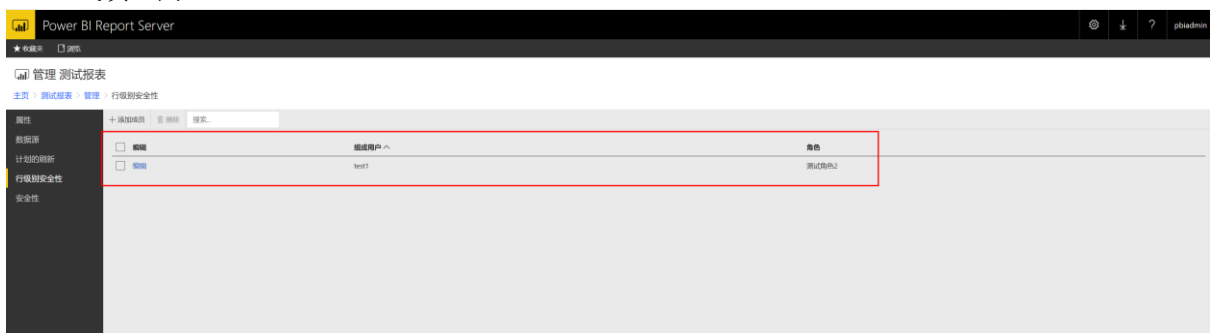 Power BI Report Server
? pbiadmin
★ 收藏夹 浏览
管理 测试报表
主页 > 测试报表 > 管理 > 行级别安全性
属性
数据源
计划的刷新
行级别安全性
安全性
+ 添加成员 删除 搜索...
编辑 组或用户 角色
编辑 test1 测试角色2